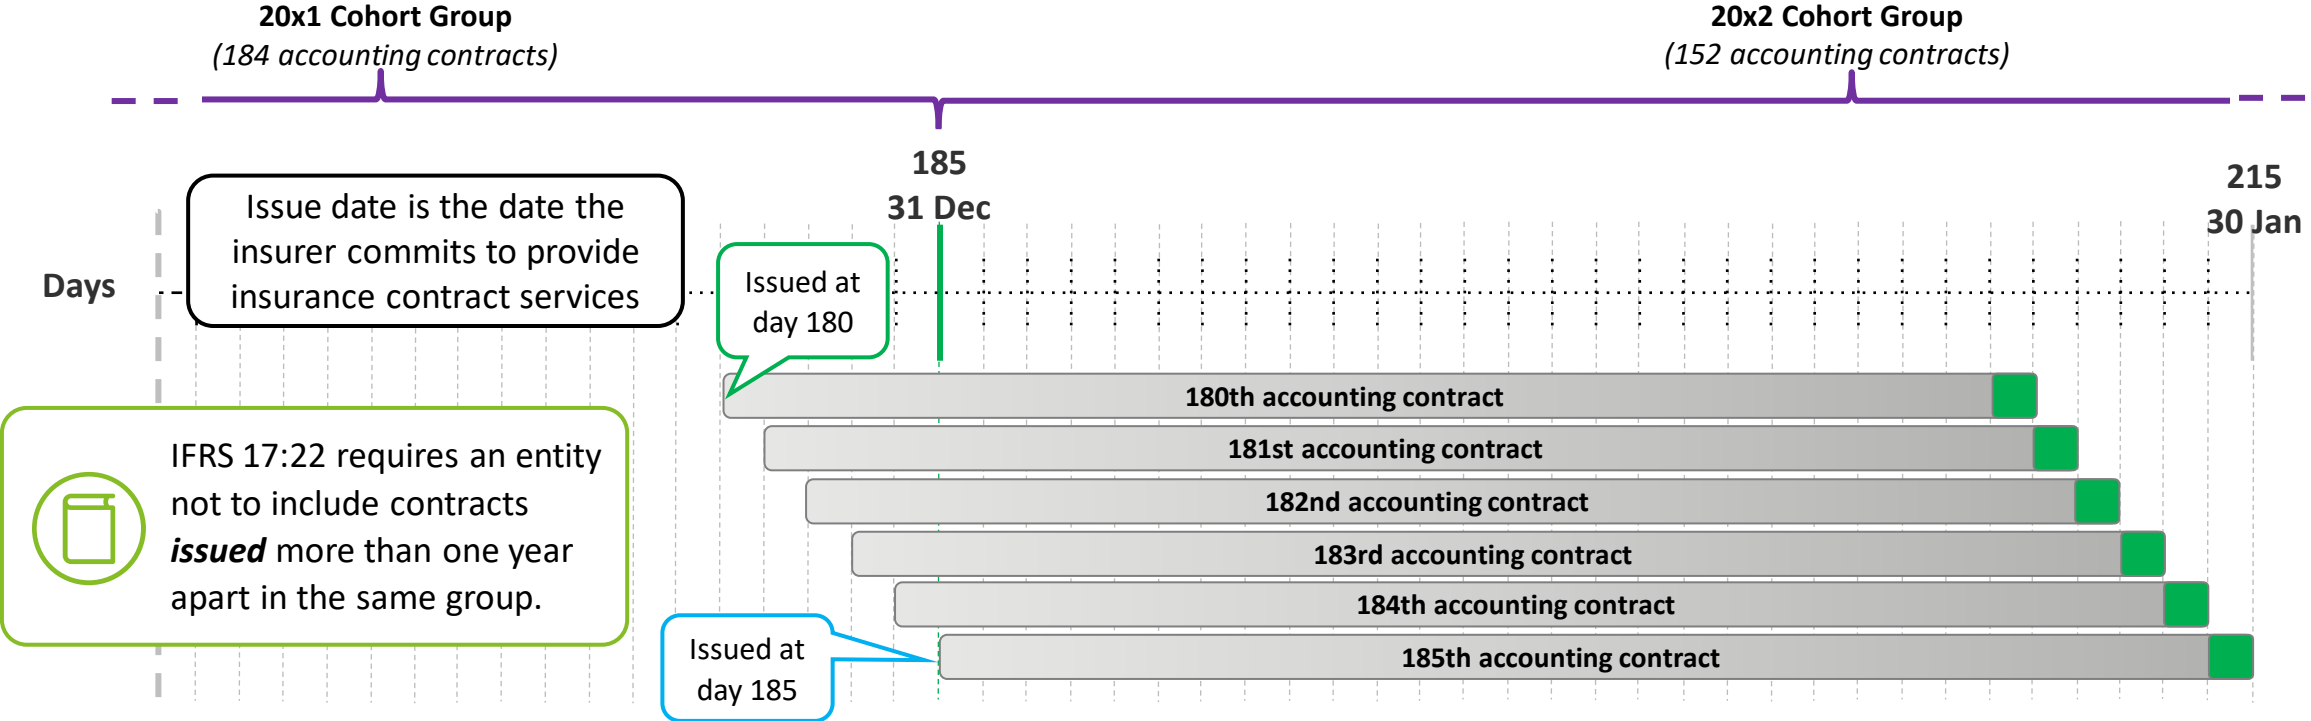 20x1 Cohort Group
(184 accounting contracts)
20x2 Cohort Group
(152 accounting contracts)
185
31 Dec
215
30 Jan
Issue date is the date the
insurer commits to provide
insurance contract services
Days
Issued at
day 180
180th accounting contract
181st accounting contract
182nd accounting contract
183rd accounting contract
184th accounting contract
185th accounting contract
IFRS 17:22 requires an entity
not to include contracts
issued more than one year
apart in the same group.
Issued at
day 185